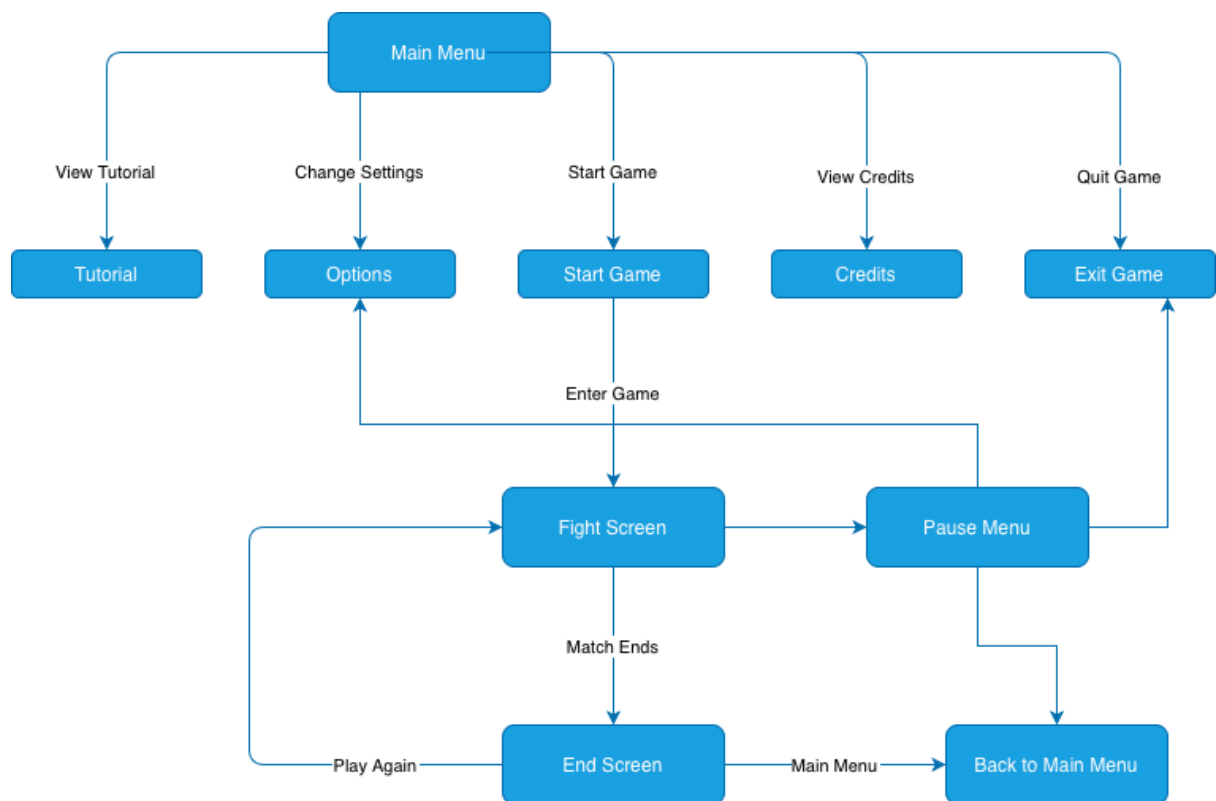 Main Menu
View Tutorial
Change Settings
Start Game
View Credits
Quit Game
Tutorial
Options
Start Game
Credits
Exit Game
Enter Game
Fight Screen
Pause Menu
Match Ends
Play Again
End Screen
Main Menu
Back to Main Menu